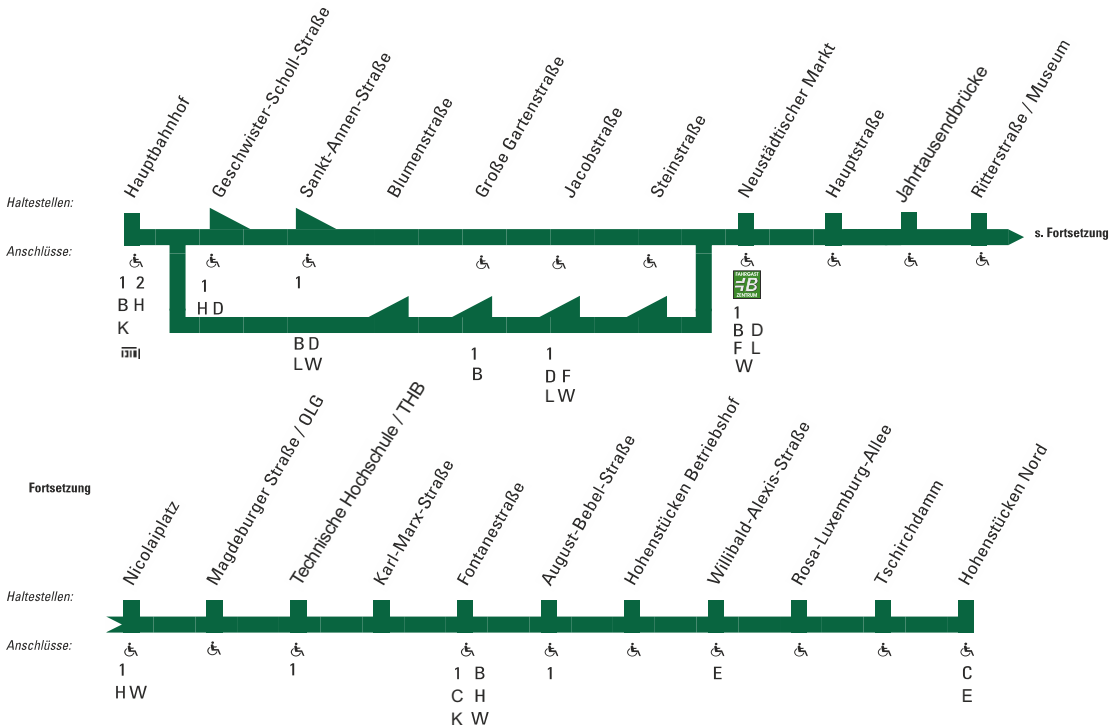 Hauptbahnhof
Geschwister-Scholl-Straße
Sankt-Annen-Straße
Blumenstraße
Große Gartenstraße
Jacobstraße
Steinstraße
Neustädtischer Markt
Hauptstraße
Jahrtausendbrücke
Ritterstraße / Museum
Haltestellen:
s. Fortsetzung
Anschlüsse:
1 2
B H
K
1
H D
1
B D
L W
1
B
1
D F
L W
FAHRGAST
B
ZENTRUM
1
B D
F L
W
Fortsetzung
Nicolaiplatz
Magdeburger Straße / OLG
Technische Hochschule / THB
Karl-Marx-Straße
Fontanestraße
August-Bebel-Straße
Hohenstücken Betriebshof
Willibald-Alexis-Straße
Rosa-Luxemburg-Allee
Tschirchdamm
Hohenstücken Nord
Haltestellen:
Anschlüsse:
1
H W
1
1 B
C H
K W
1
E
C
E